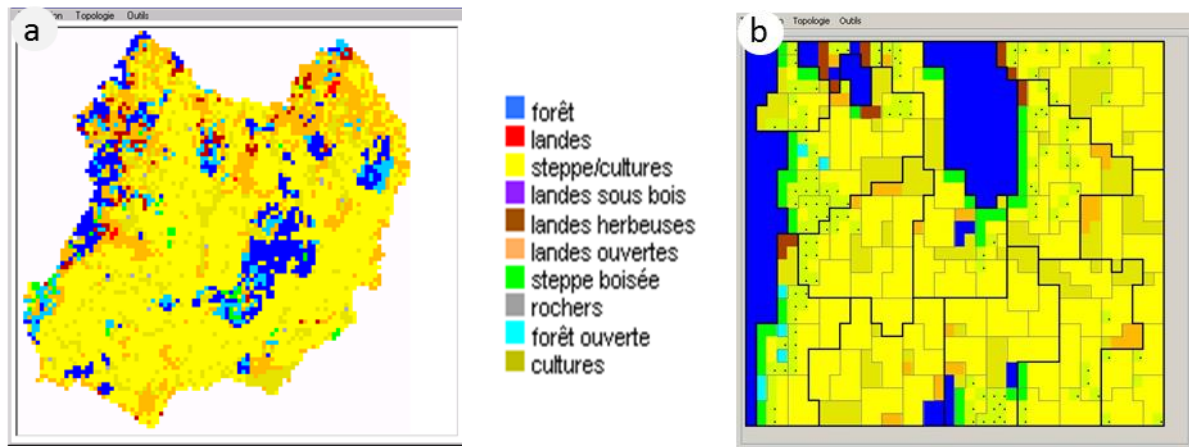 a
Topologie Outils
forêt
landes
steppe/cultures
landes sous bois
landes herbeuses
landes ouvertes
steppe boisée
rochers
forêt ouverte
cultures
b
Topologie Outils